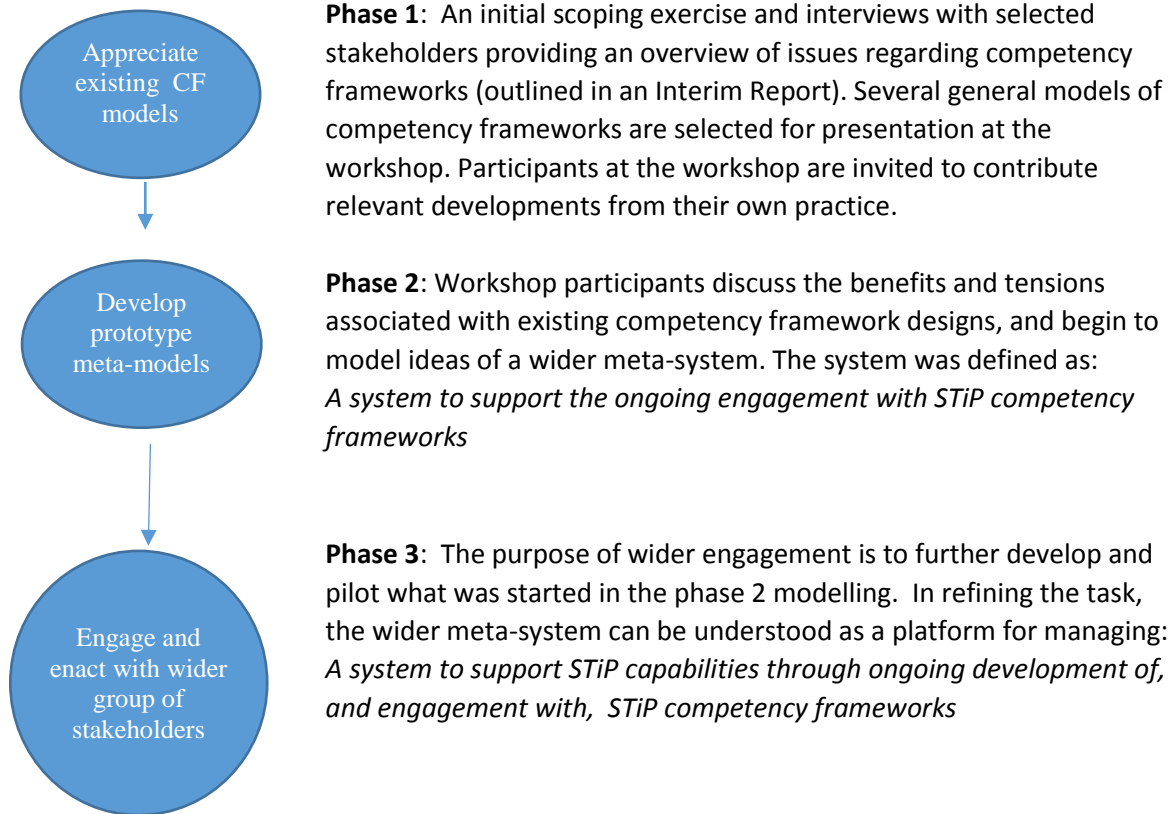 Appreciate
existing CF
models
Phase 1: An initial scoping exercise and interviews with selected
stakeholders providing an overview of issues regarding competency
frameworks (outlined in an Interim Report). Several general models of
competency frameworks are selected for presentation at the
workshop. Participants at the workshop are invited to contribute
relevant developments from their own practice.
Develop
prototype
meta-models
Phase 2: Workshop participants discuss the benefits and tensions
associated with existing competency framework designs, and begin to
model ideas of a wider meta-system. The system was defined as:
A system to support the ongoing engagement with STiP competency
frameworks
Engage and
enact with wider
group of
stakeholders
Phase 3: The purpose of wider engagement is to further develop and
pilot what was started in the phase 2 modelling. In refining the task,
the wider meta-system can be understood as a platform for managing:
A system to support STiP capabilities through ongoing development of,
and engagement with, STiP competency frameworks